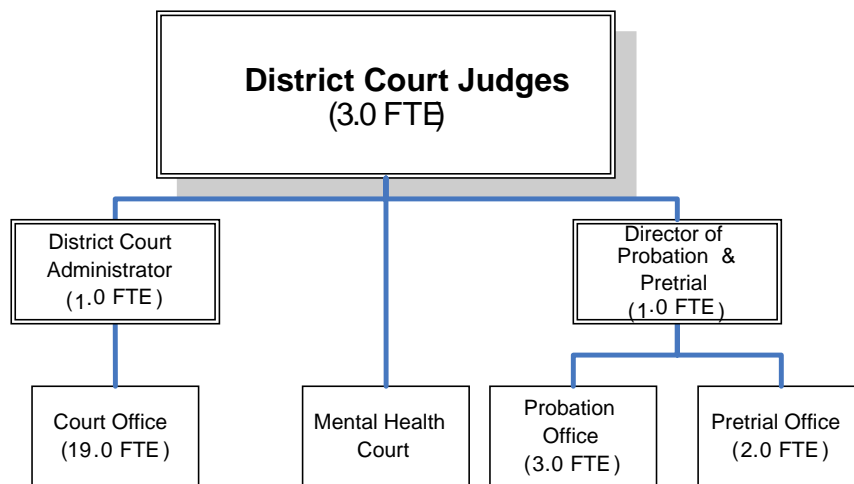 District Court Judges
(3.0 FTE)
District Court
Administrator
(1.0 FTE)
Director of
Probation &
Pretrial
(1.0 FTE)
Court Office
(19.0 FTE)
Mental Health
Court
Probation
Office
(3.0 FTE)
Pretrial Office
(2.0 FTE)